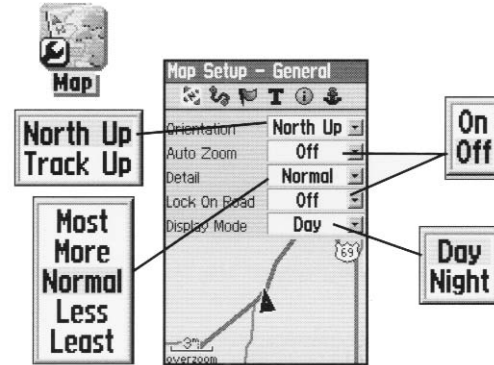 Map
Map Setup - General
Orientation North Up
Auto Zoom Off
Detail Normal
Lock On Road Off
Display Mode Day
69
3m
overzoom
North Up
Track Up
Most
More
Normal
Less
Least
On
Off
Day
Night